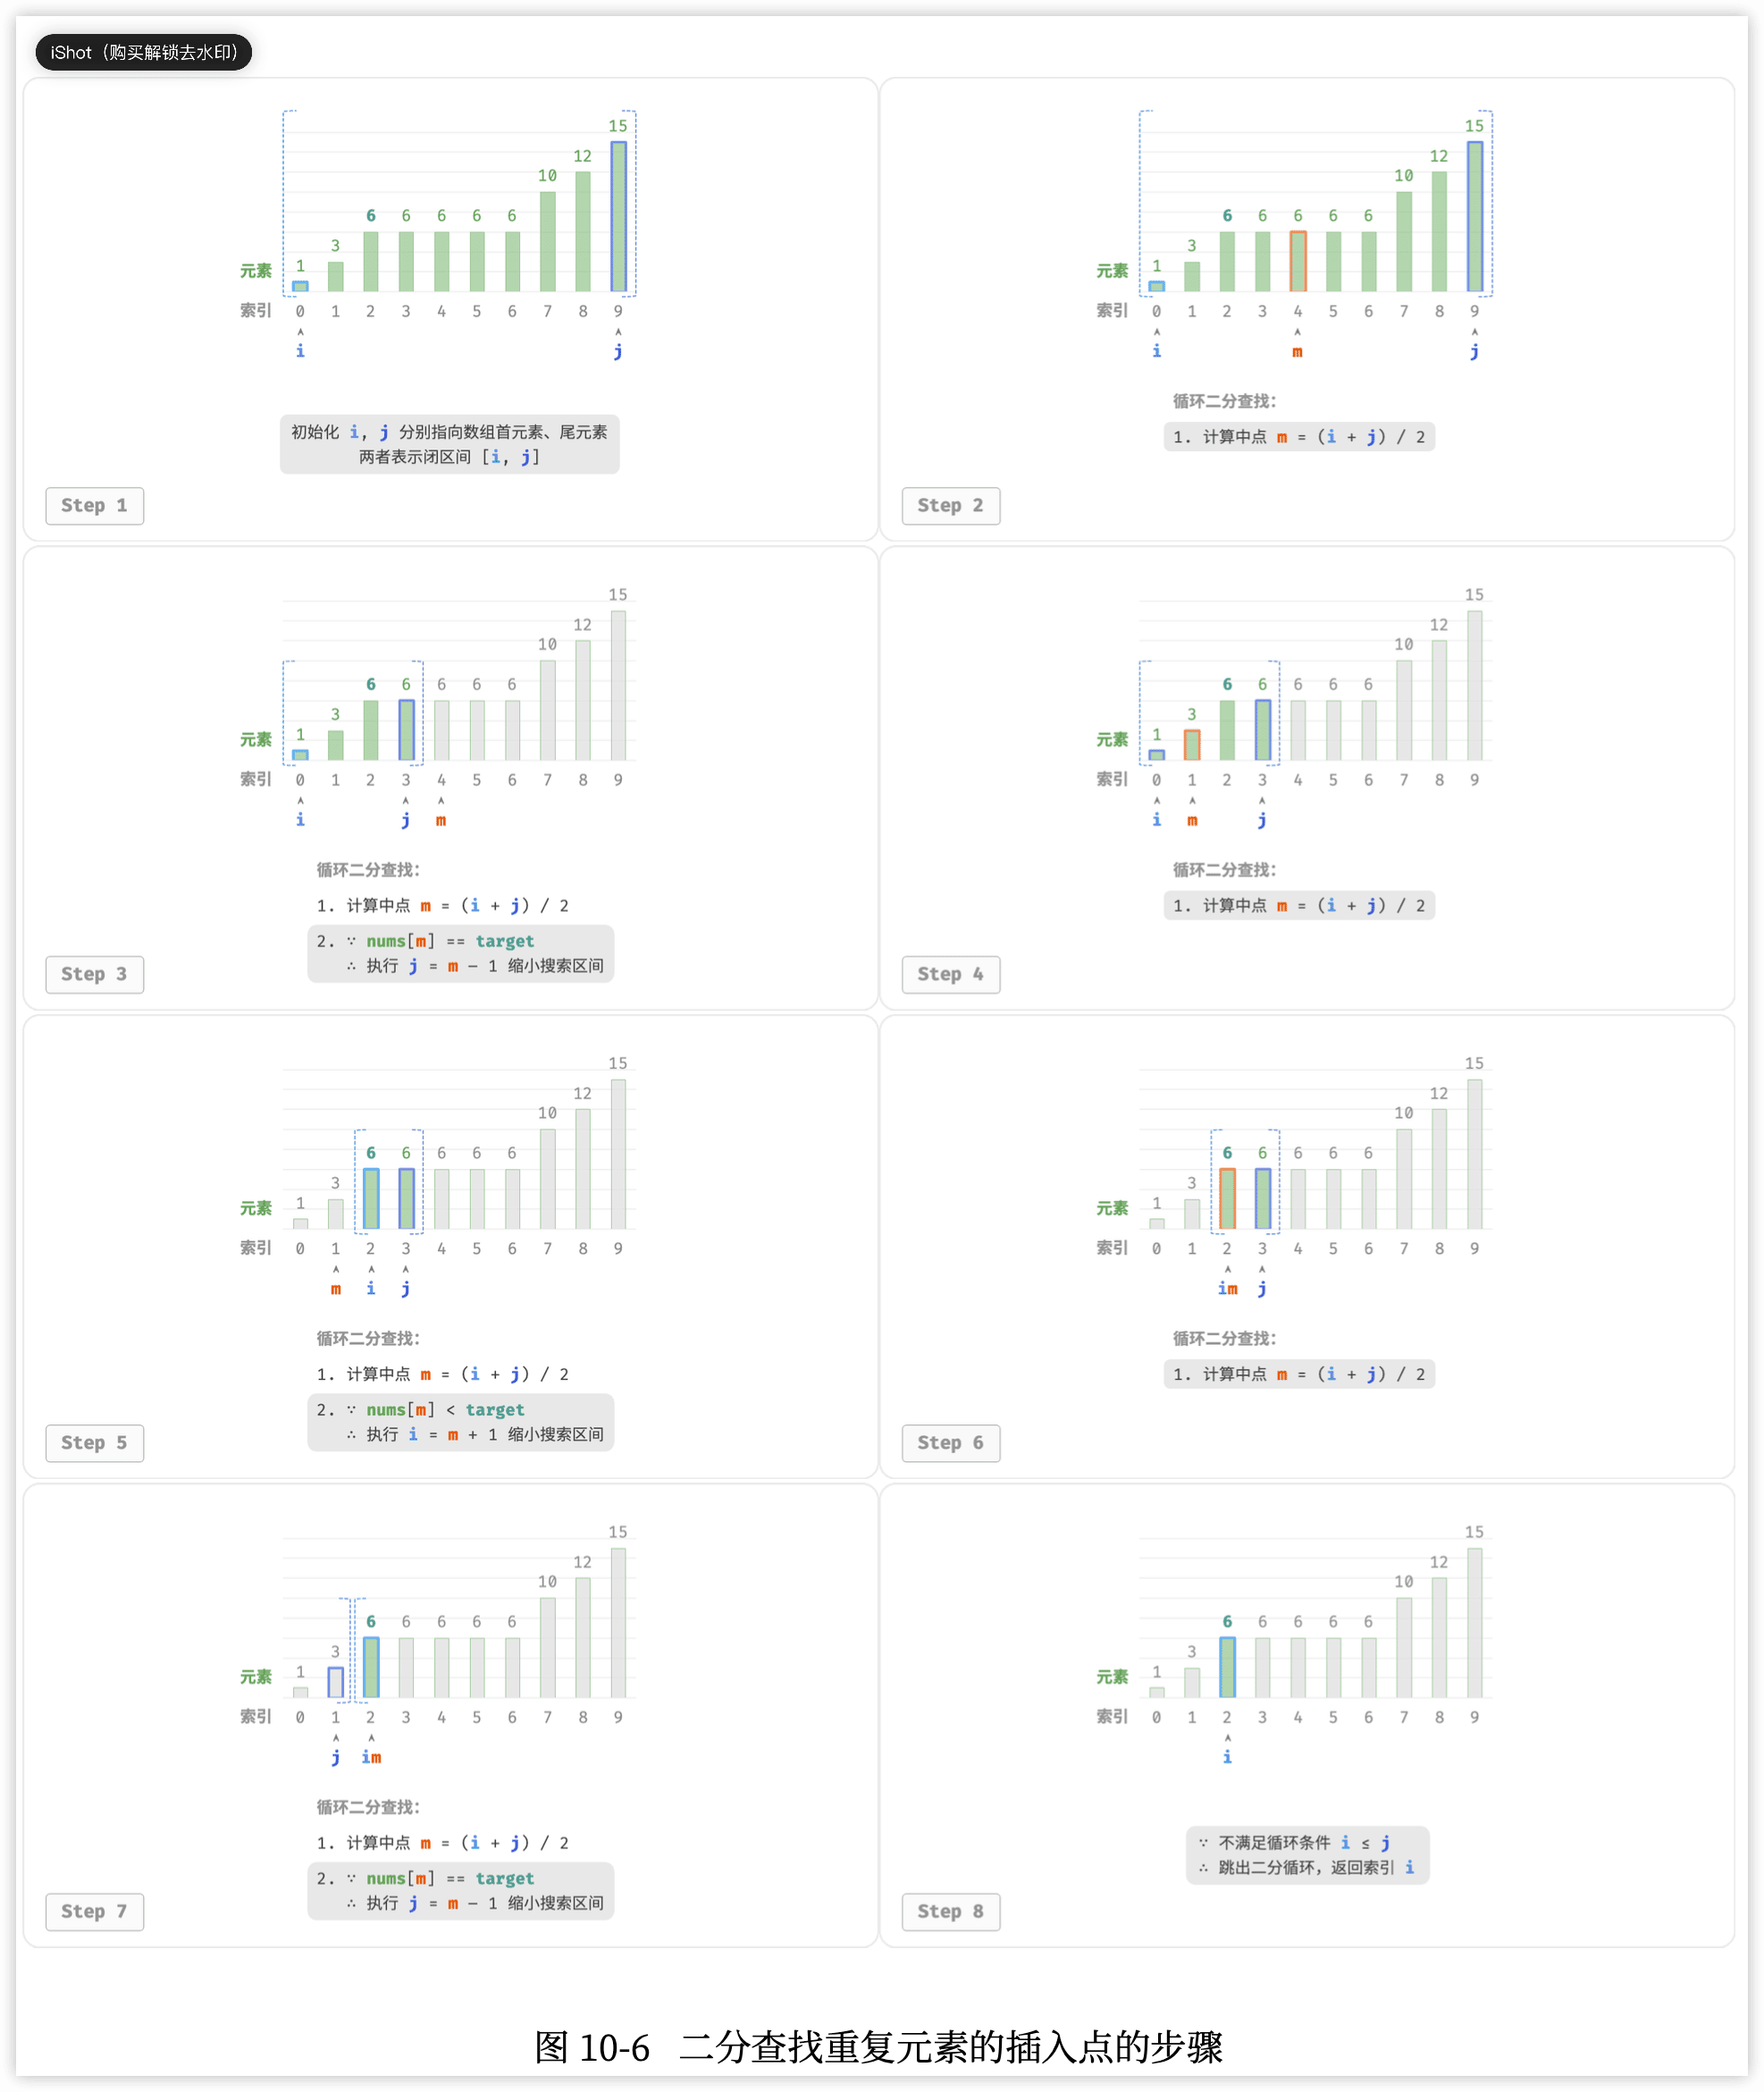 iShot（购买解锁去水印）
15
12
10
6 6 6 6 6
3
元素 1
索引 0 1 2 3 4 5 6 7 8 9
i j
初始化 i, j 分别指向数组首元素、尾元素
两者表示闭区间 [i, j]
Step 1
15
12
10
6 6 6 6 6
3
元素 1
索引 0 1 2 3 4 5 6 7 8 9
i m j
循环二分查找：
1. 计算中点 m = (i + j) / 2
Step 2
15
12
10
6 6 6 6 6
3
元素 1
索引 0 1 2 3 4 5 6 7 8 9
i j m
循环二分查找：
1. 计算中点 m = (i + j) / 2
2. ∵ nums[m] == target
∴ 执行 j = m − 1 缩小搜索区间
Step 3
15
12
10
6 6 6 6 6
3
元素 1
索引 0 1 2 3 4 5 6 7 8 9
i m j
循环二分查找：
1. 计算中点 m = (i + j) / 2
Step 4
15
12
10
6 6 6 6 6
3
元素 1
索引 0 1 2 3 4 5 6 7 8 9
m i j
循环二分查找：
1. 计算中点 m = (i + j) / 2
2. ∵ nums[m] < target
∴ 执行 i = m + 1 缩小搜索区间
Step 5
15
12
10
6 6 6 6 6
3
元素 1
索引 0 1 2 3 4 5 6 7 8 9
im j
循环二分查找：
1. 计算中点 m = (i + j) / 2
Step 6
15
12
10
6 6 6 6 6
3
元素 1
索引 0 1 2 3 4 5 6 7 8 9
j im
循环二分查找：
1. 计算中点 m = (i + j) / 2
2. ∵ nums[m] == target
∴ 执行 j = m − 1 缩小搜索区间
Step 7
15
12
10
6 6 6 6 6
3
元素 1
索引 0 1 2 3 4 5 6 7 8 9
i
∵ 不满足循环条件 i ≤ j
∴ 跳出二分循环，返回索引 i
Step 8
图 10-6 二分查找重复元素的插入点的步骤